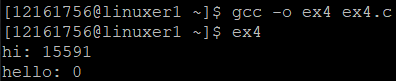 [12161756@linuxer1 ~]$ gcc -o ex4 ex4.c
[12161756@linuxer1 ~]$ ex4
hi: 15591
hello: 0